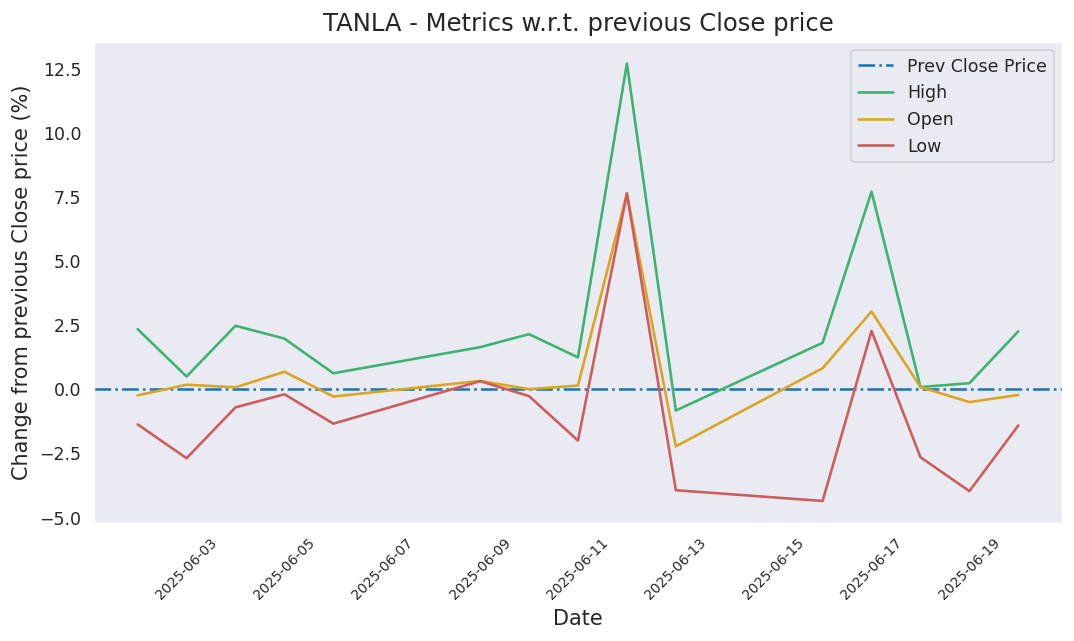 TANLA - Metrics w.r.t. previous Close price
Change from previous Close price (%)
12.5
10.0
7.5
5.0
2.5
0.0
−2.5
−5.0
Prev Close Price
High
Open
Low
2025-06-03
2025-06-05
2025-06-07
2025-06-09
2025-06-11
2025-06-13
2025-06-15
2025-06-17
2025-06-19
Date